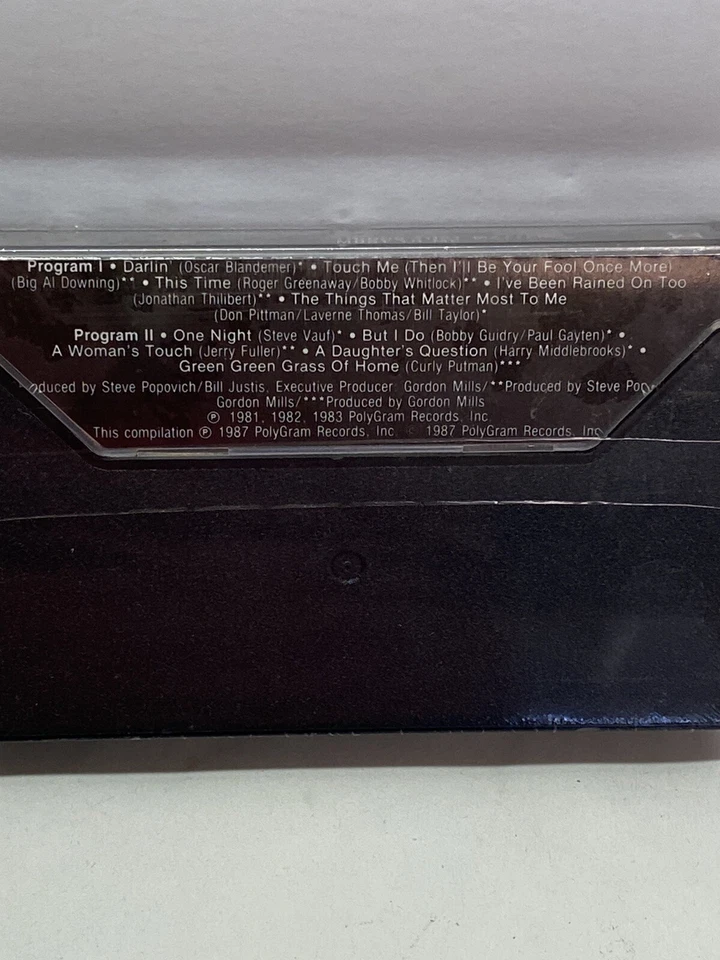 Program I • Darlin' (Oscar Blandemer)* • Touch Me (Then I'll Be Your Fool Once More)
(Big Al Downing)** • This Time (Roger Greenaway/Bobby Whitlock)** • I've Been Rained On Too
(Jonathan Thilibert)** • The Things That Matter Most To Me
(Don Pittman/Laverne Thomas/Bill Taylor)*
Program II • One Night (Steve Vauf)* • But I Do (Bobby Guidry/Paul Gayten)* •
A Woman's Touch (Jerry Fuller)** • A Daughter's Question (Harry Middlebrooks)* •
Green Green Grass Of Home (Curly Putman)***
oduced by Steve Popovich/Bill Justis, Executive Producer Gordon Mills/**Produced by Steve Pop
Gordon Mills/***Produced by Gordon Mills
℗ 1981, 1982, 1983 PolyGram Records, Inc.
This compilation ℗ 1987 PolyGram Records, Inc 1987 PolyGram Records, Inc